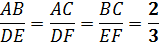 AB/DE = AC/DF = BC/EF = 2/3